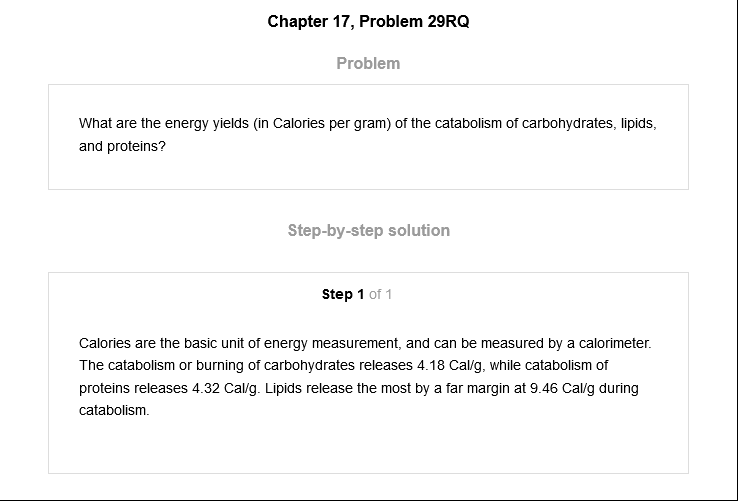 Chapter 17, Problem 29RQ
Problem
What are the energy yields (in Calories per gram) of the catabolism of carbohydrates, lipids,
and proteins?
Step-by-step solution
Step 1 of 1
Calories are the basic unit of energy measurement, and can be measured by a calorimeter.
The catabolism or burning of carbohydrates releases 4.18 Cal/g, while catabolism of
proteins releases 4.32 Cal/g. Lipids release the most by a far margin at 9.46 Cal/g during
catabolism.